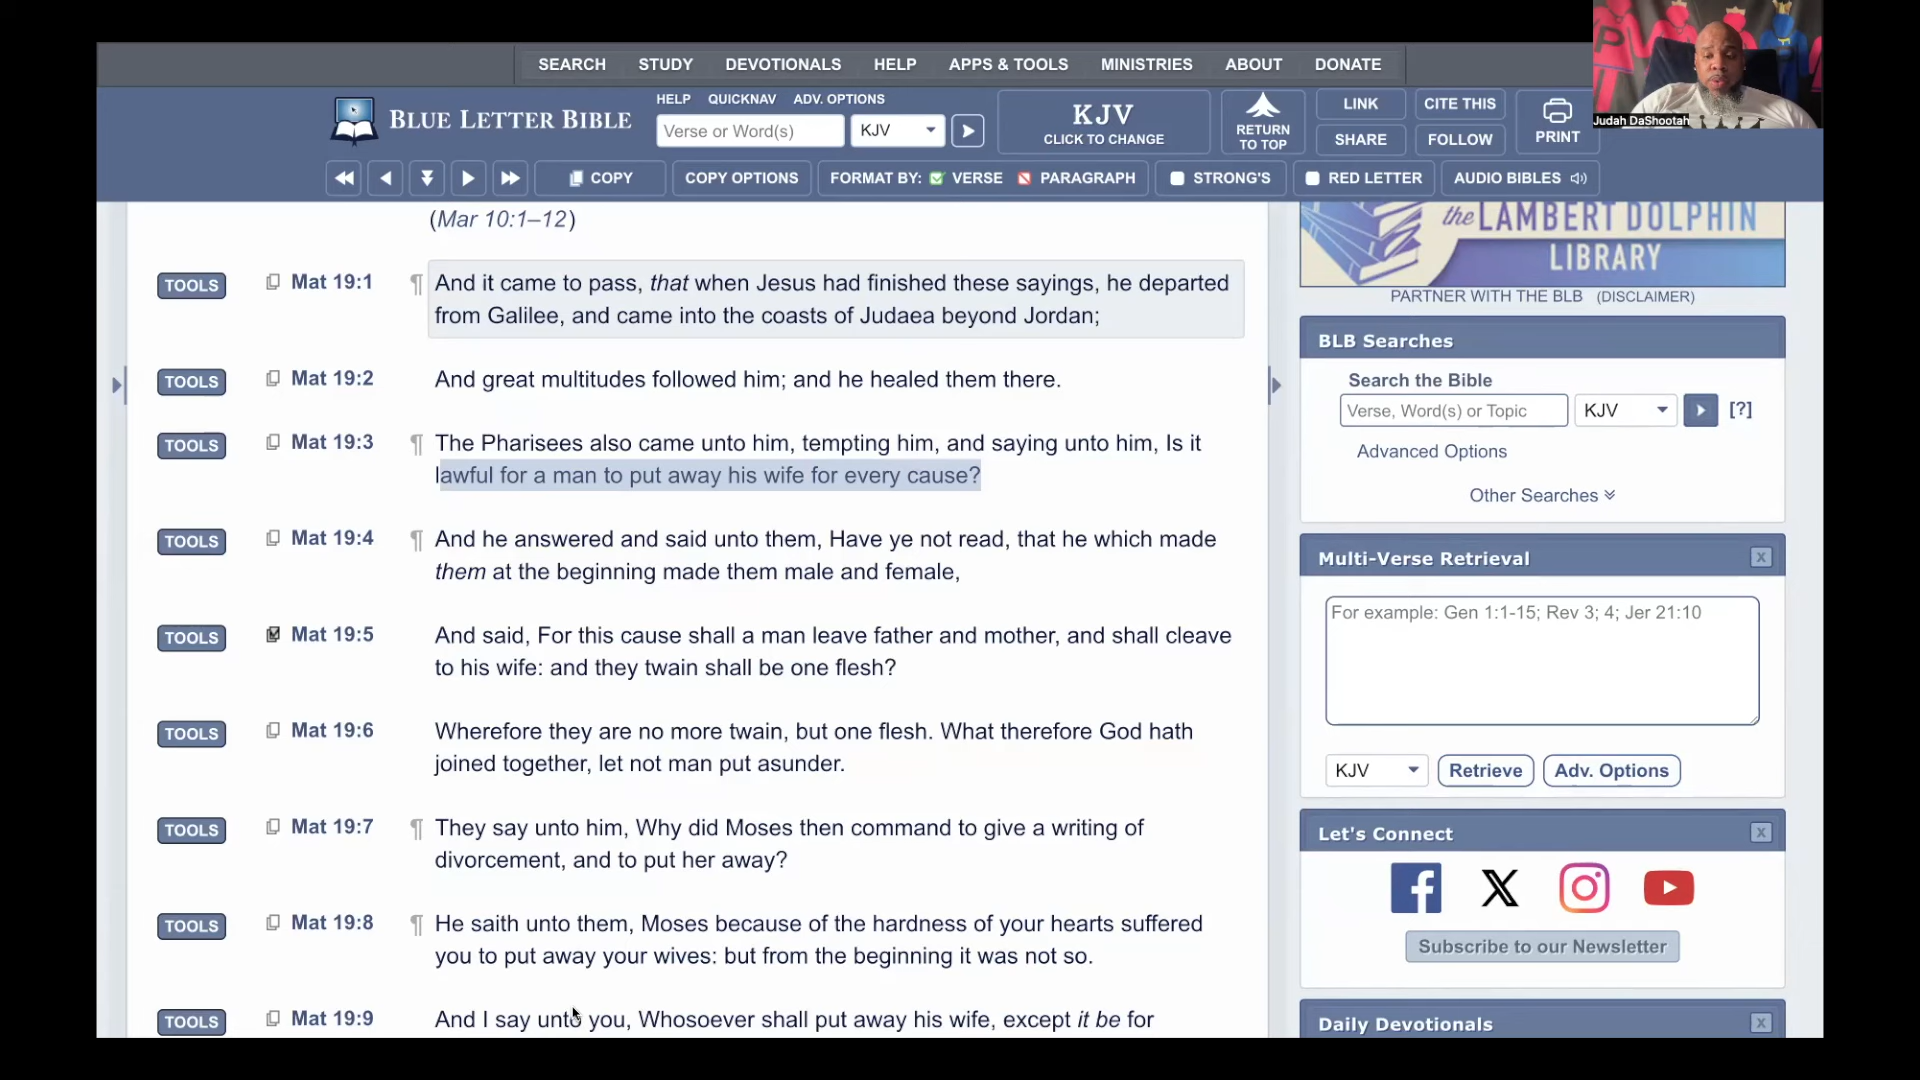 SEARCH STUDY DEVOTIONALS HELP APPS & TOOLS MINISTRIES ABOUT DONATE
BLUE LETTER BIBLE
HELP QUICKNAV ADV. OPTIONS
Verse or Word(s) KJV
KJV
CLICK TO CHANGE
RETURN
TO TOP
LINK CITE THIS
SHARE FOLLOW
PRINT
P
Judah DaShootah
COPY COPY OPTIONS FORMAT BY: VERSE PARAGRAPH STRONG'S RED LETTER AUDIO BIBLES
(Mar 10:1–12)
TOOLS Mat 19:1 ¶ And it came to pass, that when Jesus had finished these sayings, he departed
from Galilee, and came into the coasts of Judaea beyond Jordan;
TOOLS Mat 19:2 And great multitudes followed him; and he healed them there.
TOOLS Mat 19:3 ¶ The Pharisees also came unto him, tempting him, and saying unto him, Is it
lawful for a man to put away his wife for every cause?
TOOLS Mat 19:4 ¶ And he answered and said unto them, Have ye not read, that he which made
them at the beginning made them male and female,
TOOLS Mat 19:5 And said, For this cause shall a man leave father and mother, and shall cleave
to his wife: and they twain shall be one flesh?
TOOLS Mat 19:6 Wherefore they are no more twain, but one flesh. What therefore God hath
joined together, let not man put asunder.
TOOLS Mat 19:7 ¶ They say unto him, Why did Moses then command to give a writing of
divorcement, and to put her away?
TOOLS Mat 19:8 ¶ He saith unto them, Moses because of the hardness of your hearts suffered
you to put away your wives: but from the beginning it was not so.
TOOLS Mat 19:9 And I say unto you, Whosoever shall put away his wife, except it be for
the LAMBERT DOLPHIN
LIBRARY
PARTNER WITH THE BLB (DISCLAIMER)
BLB Searches
Search the Bible
Verse, Word(s) or Topic KJV [?]
Advanced Options
Other Searches
Multi-Verse Retrieval X
For example: Gen 1:1-15; Rev 3; 4; Jer 21:10
KJV Retrieve Adv. Options
Let's Connect X
Subscribe to our Newsletter
Daily Devotionals X